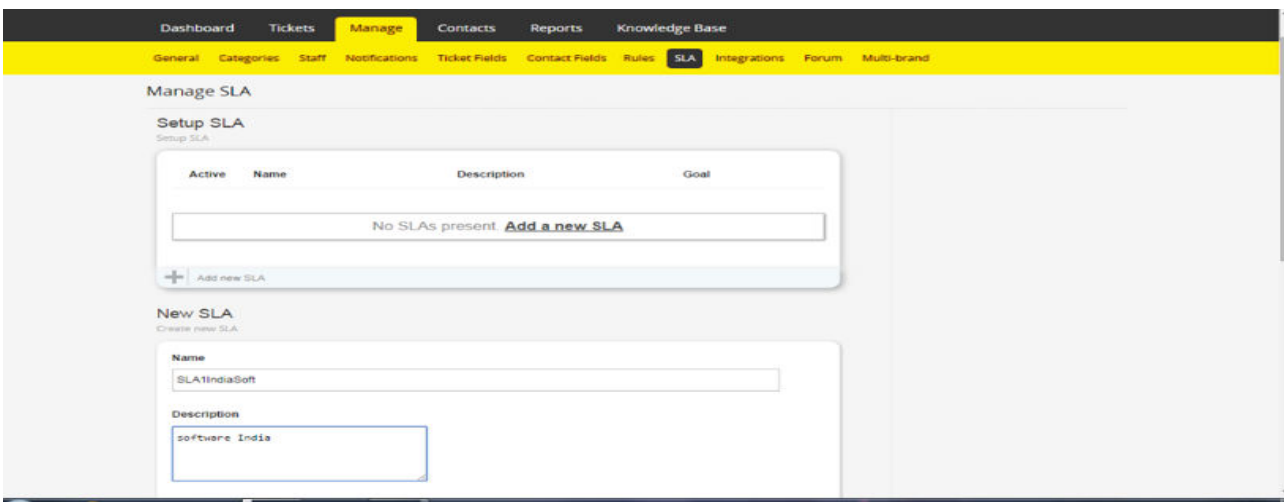 Dashboard Tickets Manage Contacts Reports Knowledge Base
General Categories Staff Notifications Ticket Fields Contact Fields Rules SLA Integrations Forum Multi-brand
Manage SLA
Setup SLA
Setup SLA
Active Name Description Goal
No SLAs present. Add a new SLA
Add new SLA
New SLA
Create new SLA
Name
SLA1IndiaSoft
Description
software India